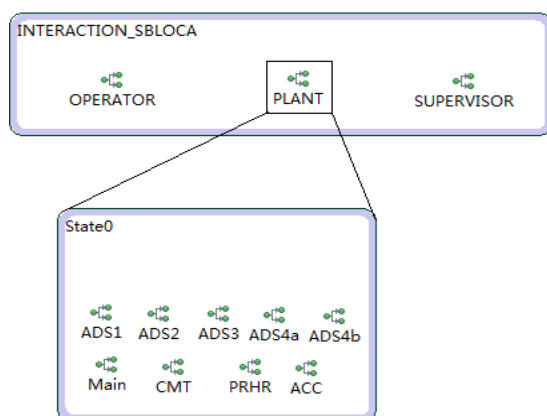 INTERACTION_SBLOCA
OPERATOR PLANT SUPERVISOR
State0
ADS1 ADS2 ADS3 ADS4a ADS4b
Main CMT PRHR ACC